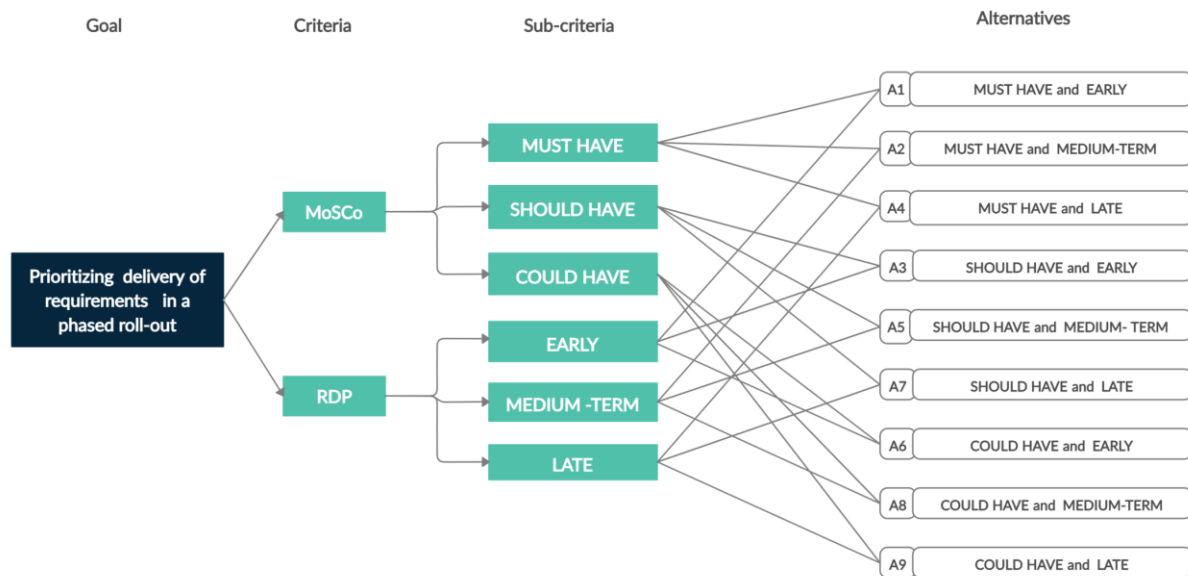 Goal
Criteria
Sub-criteria
Alternatives
Prioritizing delivery of
requirements in a
phased roll-out
MoSCo
RDP
MUST HAVE
SHOULD HAVE
COULD HAVE
EARLY
MEDIUM -TERM
LATE
A1 MUST HAVE and EARLY
A2 MUST HAVE and MEDIUM-TERM
A4 MUST HAVE and LATE
A3 SHOULD HAVE and EARLY
A5 SHOULD HAVE and MEDIUM- TERM
A7 SHOULD HAVE and LATE
A6 COULD HAVE and EARLY
A8 COULD HAVE and MEDIUM-TERM
A9 COULD HAVE and LATE